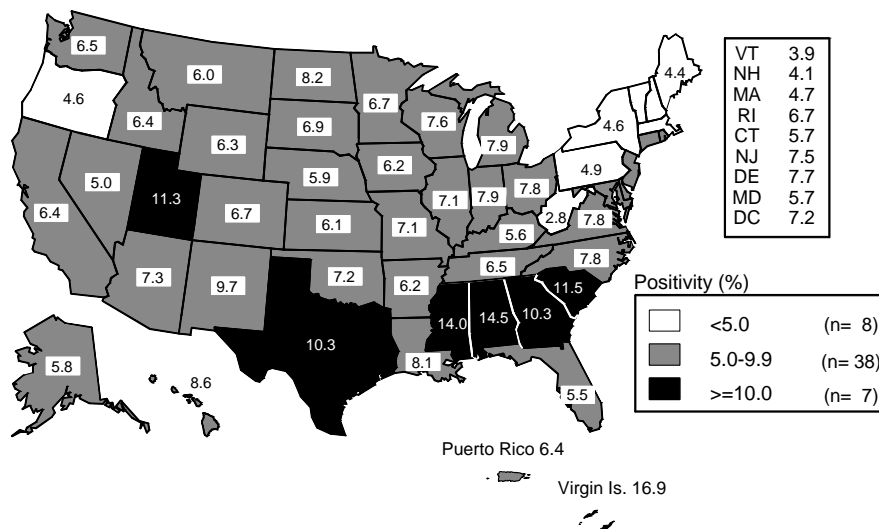 6.5
6.0
8.2
6.7
4.4
4.6
6.4
6.9
7.6
4.6
6.3
7.9
5.0
5.9
6.2
4.9
11.3
7.8
6.4
6.7
7.1
7.9
2.8
7.8
6.1
7.1
5.6
7.3
9.7
7.2
6.2
6.5
7.8
11.5
10.3
14.0
14.5
10.3
5.8
8.1
8.6
5.5
VT 3.9
NH 4.1
MA 4.7
RI 6.7
CT 5.7
NJ 7.5
DE 7.7
MD 5.7
DC 7.2
Positivity (%)
<5.0 (n= 8)
5.0-9.9 (n= 38)
>=10.0 (n= 7)
Puerto Rico 6.4
Virgin Is. 16.9